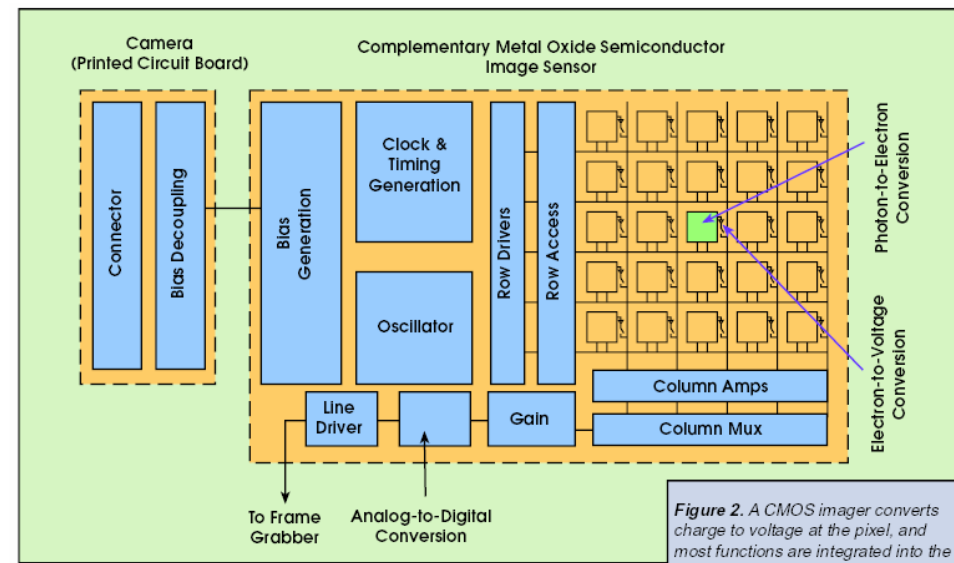 Camera
(Printed Circuit Board)
Complementary Metal Oxide Semiconductor
Image Sensor
Connector
Bias Decoupling
Bias
Generation
Clock &
Timing
Generation
Oscillator
Row Drivers
Row Access
Photon-to-Electron
Conversion
Electron-to-Voltage
Conversion
Column Amps
Column Mux
Line
Driver
Gain
To Frame
Grabber
Analog-to-Digital
Conversion
Figure 2. A CMOS imager converts
charge to voltage at the pixel, and
most functions are integrated into the